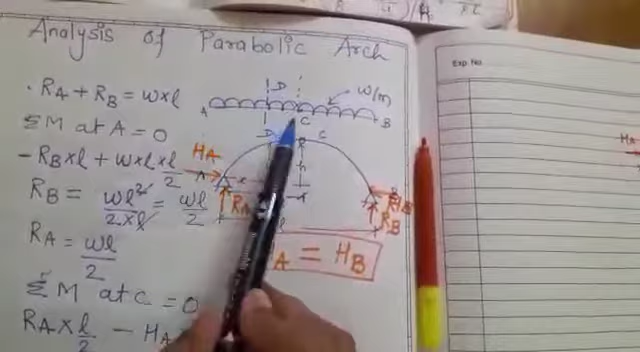 Analysis of Parabolic Arch
. RA + RB = w×l
ΣM at A = 0
- RB×l + w×l×l/2
RB = wl²/2×l = wl/2
RA = wl/2
ΣM at C = 0
RA×l/2 - HA
D
w/m
A
C
B
D
C
HA
A
x
h
RA
RB
l
A = HB
Exp. No.